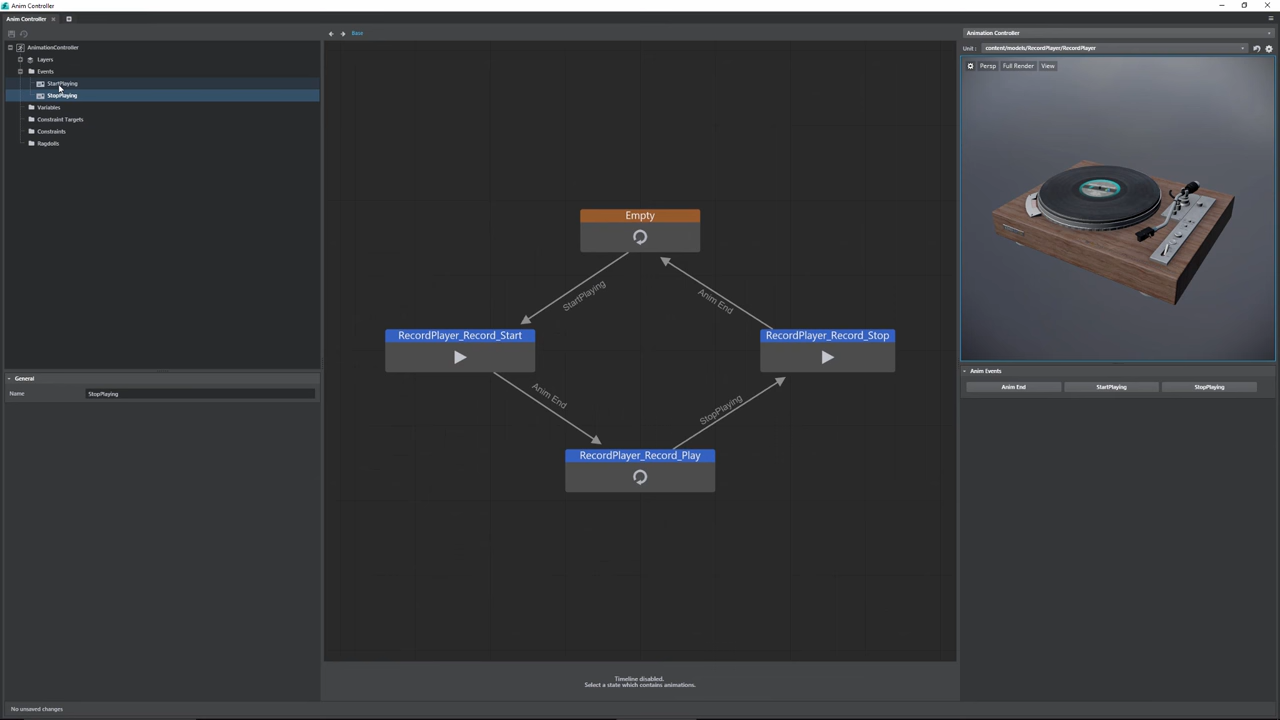 Anim Controller
Anim Controller
AnimationController
Layers
Events
StartPlaying
StopPlaying
Variables
Constraint Targets
Constraints
Ragdolls
General
Name StopPlaying
No unsaved changes
Base
Empty
StartPlaying
Anim End
RecordPlayer_Record_Start
RecordPlayer_Record_Stop
Anim End
StopPlaying
RecordPlayer_Record_Play
Timeline disabled.
Select a state which contains animations.
Animation Controller
Unit : content/models/RecordPlayer/RecordPlayer
Persp Full Render View
Anim Events
Anim End StartPlaying StopPlaying